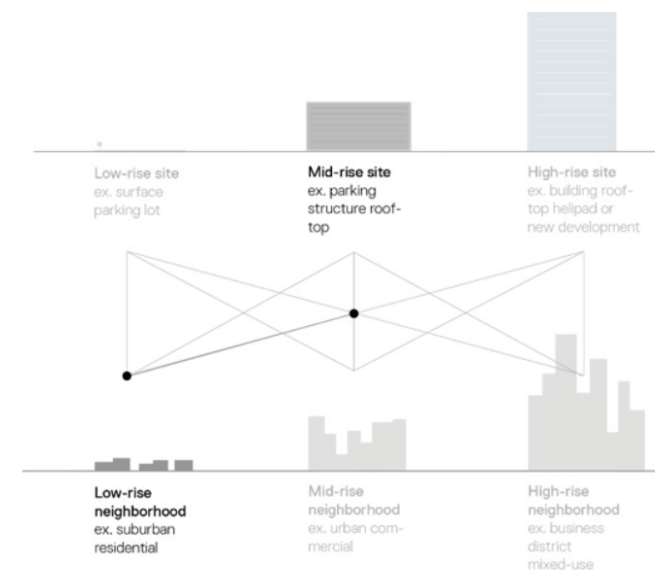 Low-rise site
ex. surface
parking lot
Mid-rise site
ex. parking
structure roof-
top
High-rise site
ex. building roof-
top helipad or
new development
Low-rise
neighborhood
ex. suburban
residential
Mid-rise
neighborhood
ex. urban com-
mercial
High-rise
neighborhood
ex. business
district
mixed-use